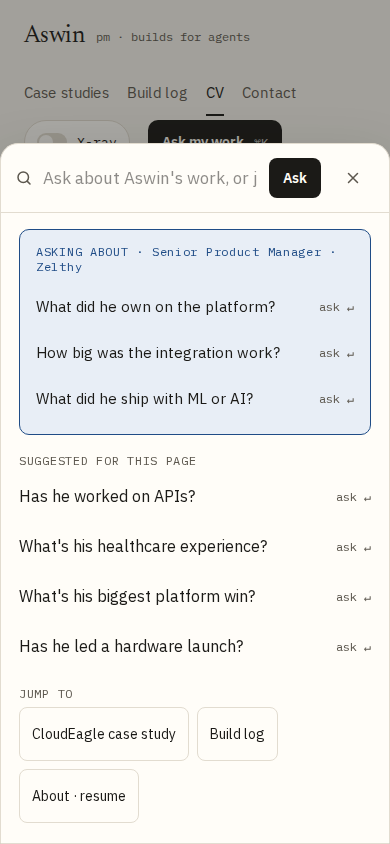 Aswin pm · builds for agents
Case studies Build log CV Contact
X-ray Ask my work ⌘K
Ask about Aswin's work, or j Ask
ASKING ABOUT · Senior Product Manager ·
Zelthy
What did he own on the platform? ask ↵
How big was the integration work? ask ↵
What did he ship with ML or AI? ask ↵
SUGGESTED FOR THIS PAGE
Has he worked on APIs? ask ↵
What's his healthcare experience? ask ↵
What's his biggest platform win? ask ↵
Has he led a hardware launch? ask ↵
JUMP TO
CloudEagle case study Build log
About · resume